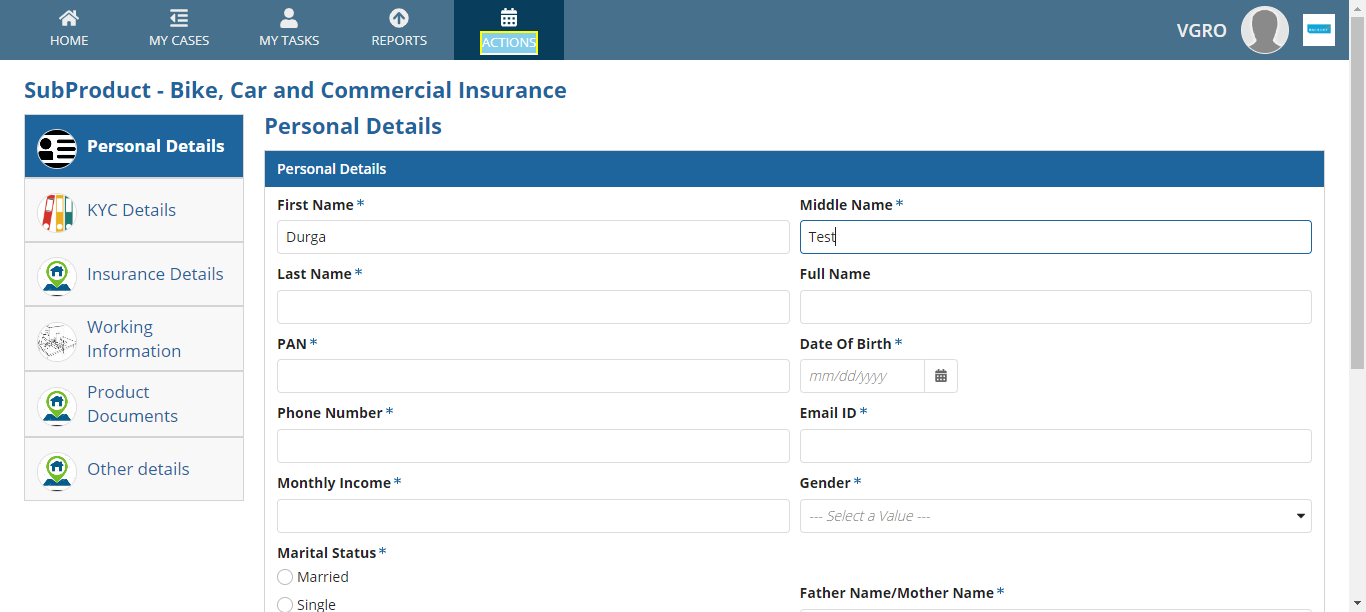 HOME
MY CASES
MY TASKS
REPORTS
ACTIONS
VGRO
SubProduct - Bike, Car and Commercial Insurance
Personal Details
KYC Details
Insurance Details
Working
Information
Product
Documents
Other details
Personal Details
Personal Details
First Name *
Middle Name *
Durga
Test
Last Name *
Full Name
PAN *
Date Of Birth *
mm/dd/yyyy
Phone Number *
Email ID *
Monthly Income *
Gender *
--- Select a Value ---
Marital Status *
Married
Father Name/Mother Name *
Single